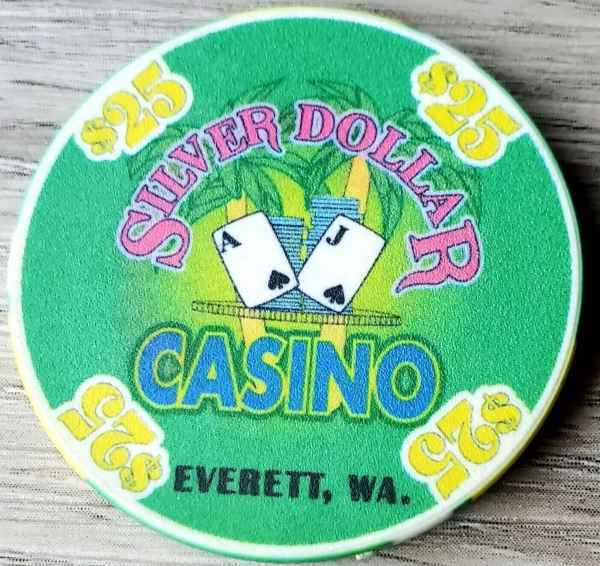 $25
$25
SILVER DOLLAR
A
J
CASINO
$25
$25
EVERETT, WA.